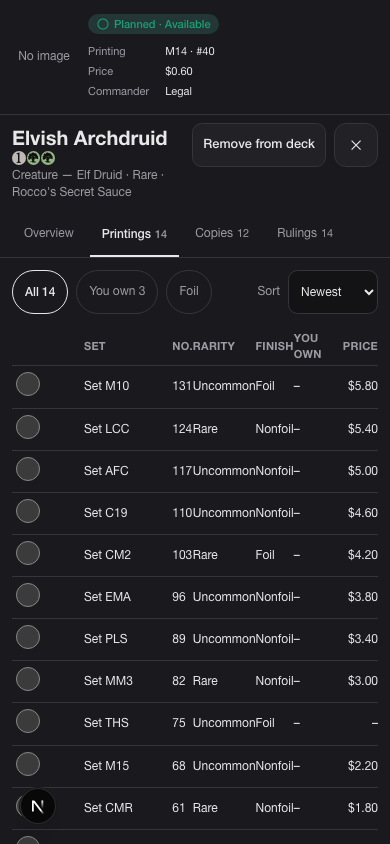 Planned · Available
No image
Printing M14 · #40
Price $0.60
Commander Legal
Elvish Archdruid
1
Creature — Elf Druid · Rare ·
Rocco's Secret Sauce
Remove from deck
×
Overview Printings 14 Copies 12 Rulings 14
All 14 You own 3 Foil Sort Newest
SET NO. RARITY FINISH YOU OWN PRICE
Set M10 131 Uncommon Foil – $5.80
Set LCC 124 Rare Nonfoil – $5.40
Set AFC 117 Uncommon Nonfoil – $5.00
Set C19 110 Uncommon Nonfoil – $4.60
Set CM2 103 Rare Foil – $4.20
Set EMA 96 Uncommon Nonfoil – $3.80
Set PLS 89 Uncommon Nonfoil – $3.40
Set MM3 82 Rare Nonfoil – $3.00
Set THS 75 Uncommon Foil – –
Set M15 68 Uncommon Nonfoil – $2.20
Set CMR 61 Rare Nonfoil – $1.80
N